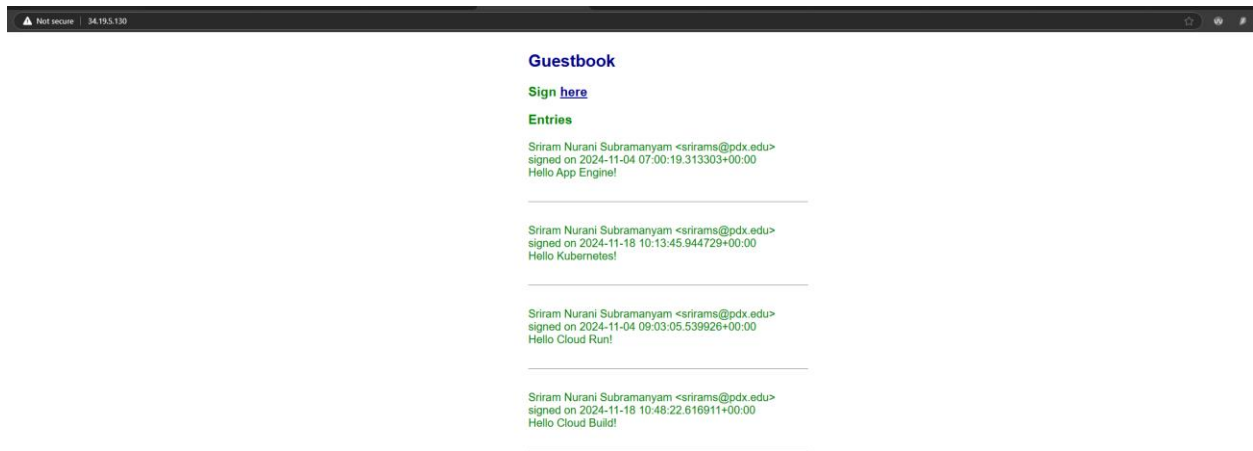 Not secure
34.19.5.130
Guestbook
Sign here
Entries
Sriram Nurani Subramanyam <srirams@pdx.edu>
signed on 2024-11-04 07:00:19.313303+00:00
Hello App Engine!
Sriram Nurani Subramanyam <srirams@pdx.edu>
signed on 2024-11-18 10:13:45.944729+00:00
Hello Kubernetes!
Sriram Nurani Subramanyam <srirams@pdx.edu>
signed on 2024-11-04 09:03:05.539926+00:00
Hello Cloud Run!
Sriram Nurani Subramanyam <srirams@pdx.edu>
signed on 2024-11-18 10:48:22.616911+00:00
Hello Cloud Build!